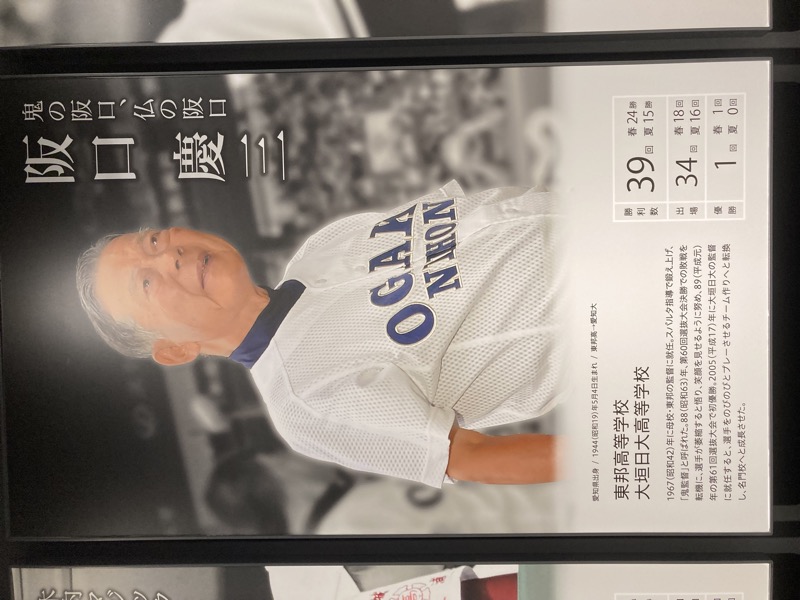 鬼の阪口、仏の阪口
阪口 慶三
OGAK
NIHON
愛知県出身 / 1944(昭和19)年5月4日生まれ / 東邦高→愛知大
東邦高等学校
大垣日大高等学校
1967(昭和42)年に母校・東邦の監督に就任。スパルタ指導で鍛え上げ、
「鬼監督」と呼ばれた。88(昭和63)年、第60回選抜大会決勝での敗戦を
転機に、選手が萎縮すると悟り、笑顔を見せるように努め、89(平成元)
年の第61回選抜大会で初優勝。2005(平成17)年に大垣日大の監督
に就任すると、選手をのびのびとプレーさせるチーム作りへと転換
し、名門校へと成長させた。
勝利数 39回 春 24勝 夏 15勝
出場 34回 春 18回 夏 16回
優勝 1回 春 1回 夏 0回